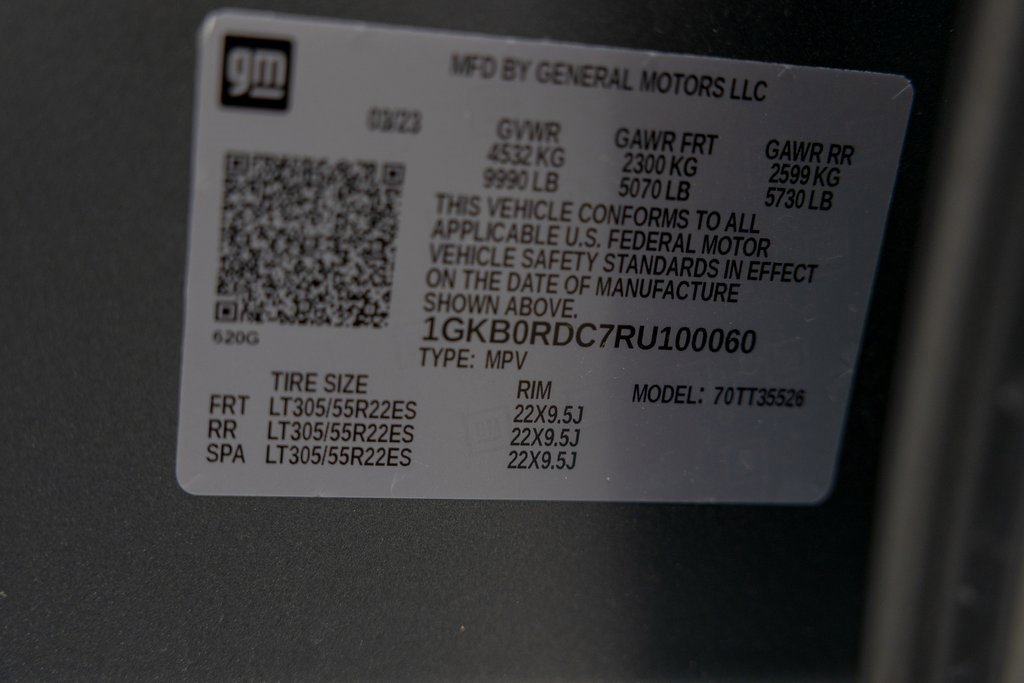 gm
MFD BY GENERAL MOTORS LLC
03/23
GVWR GAWR FRT GAWR RR
4532 KG 2300 KG 2599 KG
9990 LB 5070 LB 5730 LB
THIS VEHICLE CONFORMS TO ALL
APPLICABLE U.S. FEDERAL MOTOR
VEHICLE SAFETY STANDARDS IN EFFECT
ON THE DATE OF MANUFACTURE
SHOWN ABOVE.
620G
1GKB0RDC7RU100060
TYPE: MPV
TIRE SIZE RIM MODEL: 70TT35526
FRT LT305/55R22ES 22X9.5J
RR LT305/55R22ES 22X9.5J
SPA LT305/55R22ES 22X9.5J